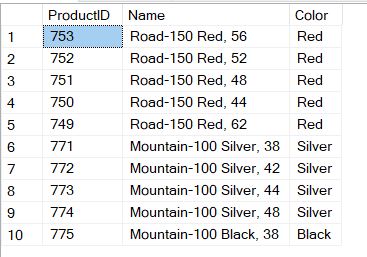 ProductID Name Color
1 753 Road-150 Red, 56 Red
2 752 Road-150 Red, 52 Red
3 751 Road-150 Red, 48 Red
4 750 Road-150 Red, 44 Red
5 749 Road-150 Red, 62 Red
6 771 Mountain-100 Silver, 38 Silver
7 772 Mountain-100 Silver, 42 Silver
8 773 Mountain-100 Silver, 44 Silver
9 774 Mountain-100 Silver, 48 Silver
10 775 Mountain-100 Black, 38 Black